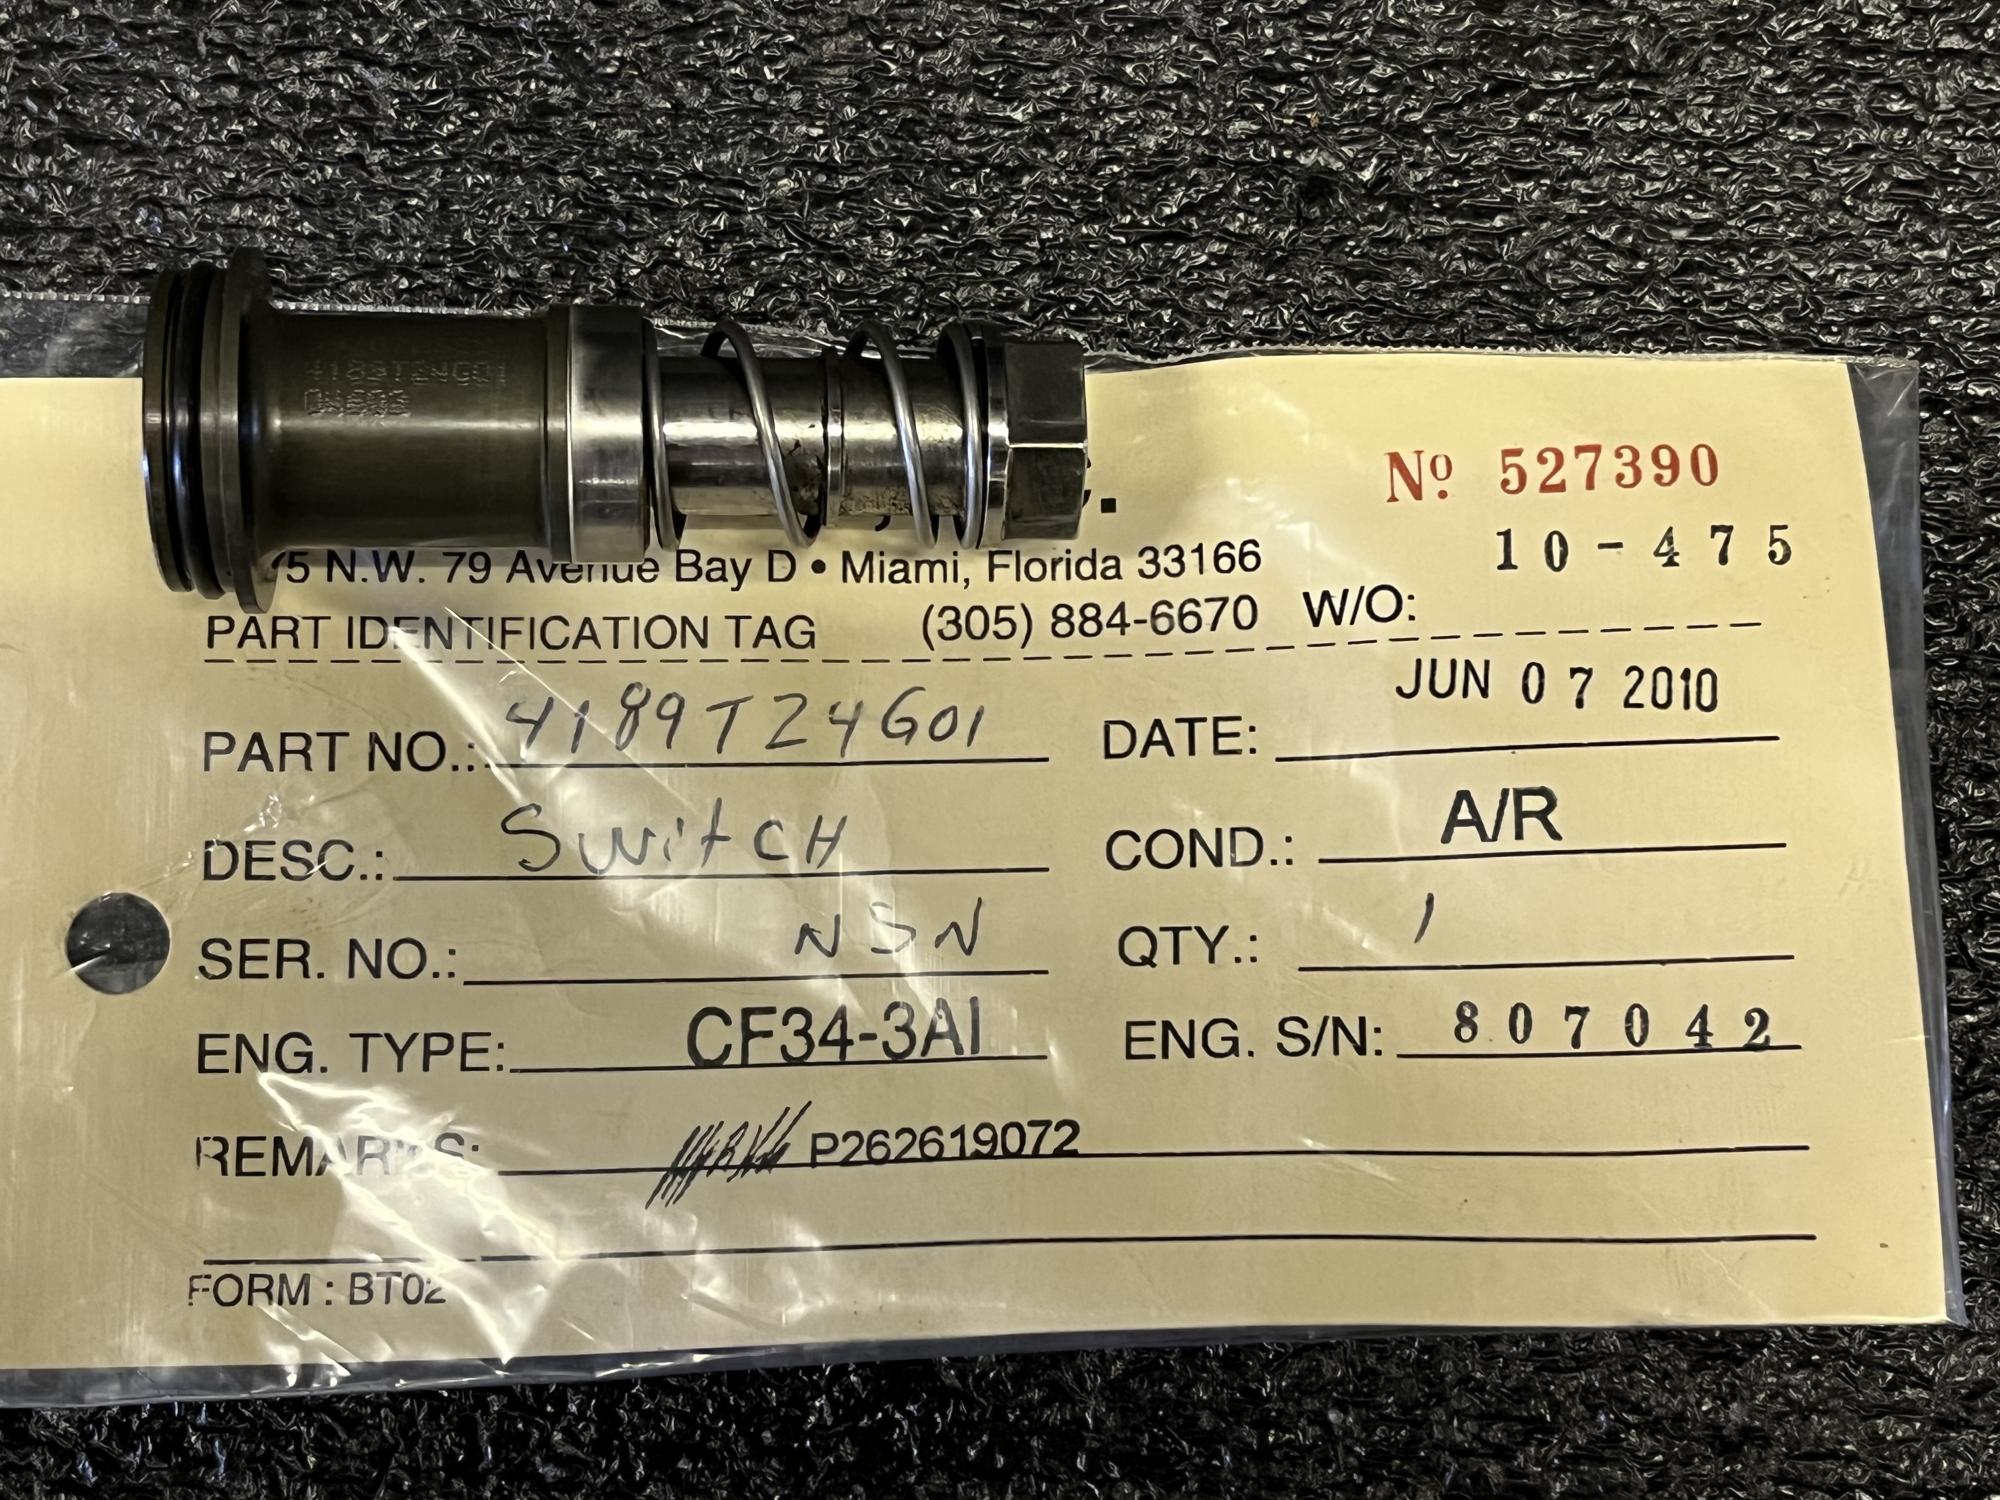 4189T24G01
Nº 527390
10-475
5 N.W. 79 Avenue Bay D • Miami, Florida 33166
PART IDENTIFICATION TAG (305) 884-6670 W/O:
PART NO.: 4189T24G01 DATE: JUN 07 2010
DESC.: SwitCH COND.: A/R
SER. NO.: NSN QTY.: 1
ENG. TYPE: CF34-3A1 ENG. S/N: 807042
REMARKS: P262619072
FORM : BT02